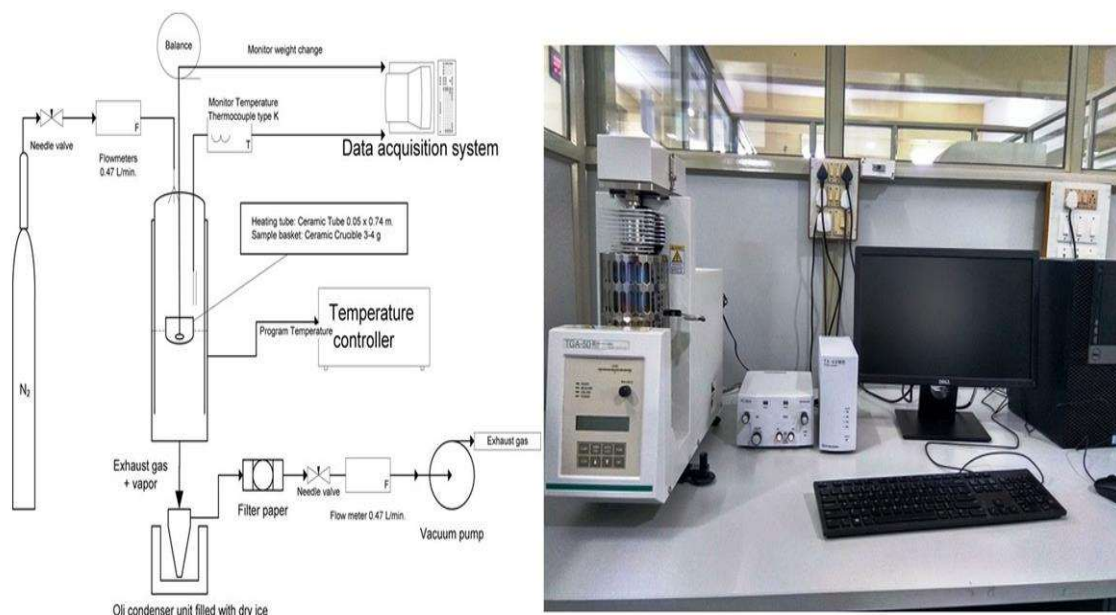 Balance
Monitor weight change
Monitor Temperature
Thermocouple type K
T
Data acquisition system
Needle valve
F
Flowmeters
0.47 L/min.
Heating tube: Ceramic Tube 0.05 x 0.74 m.
Sample basket: Ceramic Crucible 3-4 g
Temperature
controller
Program Temperature
N₂
Exhaust gas
+ vapor
Filter paper
Needle valve
F
Flow meter 0.47 L/min.
Vacuum pump
Exhaust gas
Oli condenser unit filled with dry ice
TGA-50
DELL